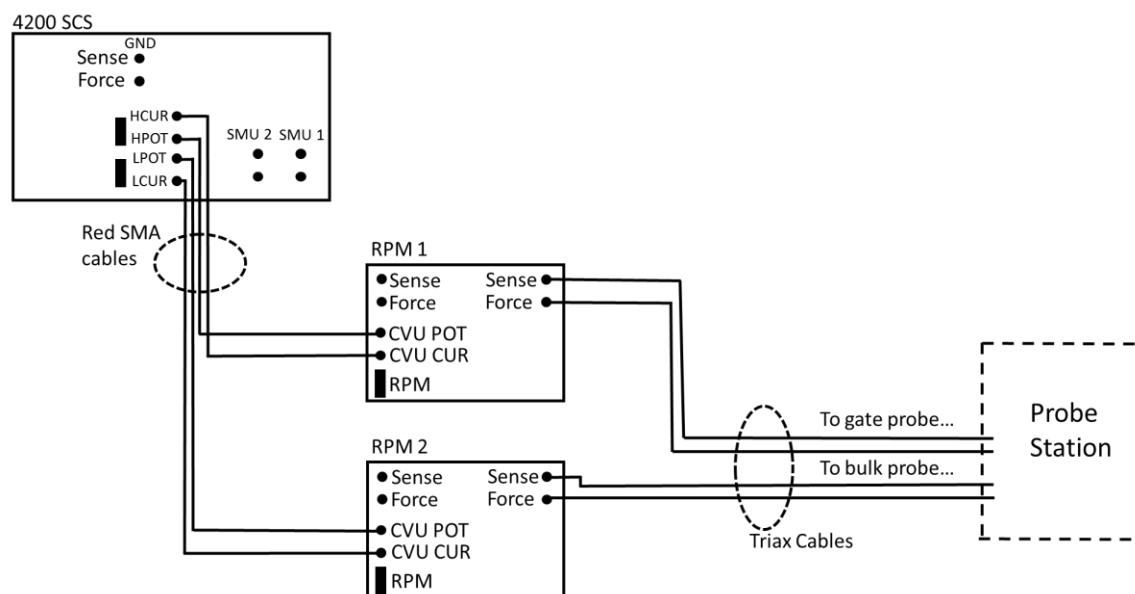 4200 SCS
GND
Sense
Force
HCUR
HPOT
LPOT
LCUR
SMU 2 SMU 1
Red SMA
cables
RPM 1
Sense Sense
Force Force
CVU POT
CVU CUR
RPM
To gate probe...
To bulk probe...
Probe
Station
Triax Cables
RPM 2
Sense Sense
Force Force
CVU POT
CVU CUR
RPM